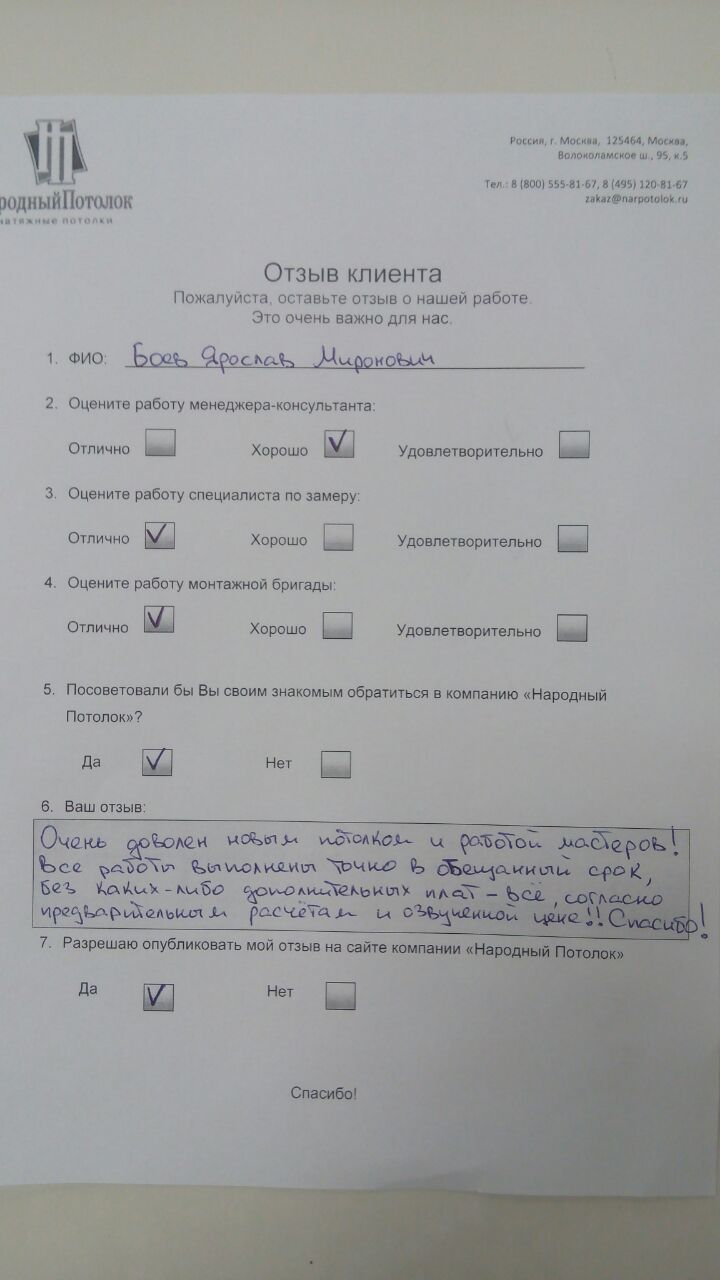 родныйПотолок
натяжные потолки
Россия, г. Москва, 125464, Москва,
Волоколамское ш., 95, к.5
Тел.: 8 (800) 555-81-67, 8 (495) 120-81-67
zakaz@narpotolok.ru
Отзыв клиента
Пожалуйста, оставьте отзыв о нашей работе.
Это очень важно для нас.
1. ФИО: Боев Ярослав Миронович
2. Оцените работу менеджера-консультанта:
Отлично Хорошо Удовлетворительно
3. Оцените работу специалиста по замеру:
Отлично Хорошо Удовлетворительно
4. Оцените работу монтажной бригады:
Отлично Хорошо Удовлетворительно
5. Посоветовали бы Вы своим знакомым обратиться в компанию «Народный
Потолок»?
Да Нет
6. Ваш отзыв:
Очень доволен новым потолком и работой мастеров!
Все работы выполнены точно в обещанный срок,
без каких-либо дополнительных плат - всё, согласно
предварительным расчётам и озвученной цене!! Спасибо!
7. Разрешаю опубликовать мой отзыв на сайте компании «Народный Потолок»
Да Нет
Спасибо!